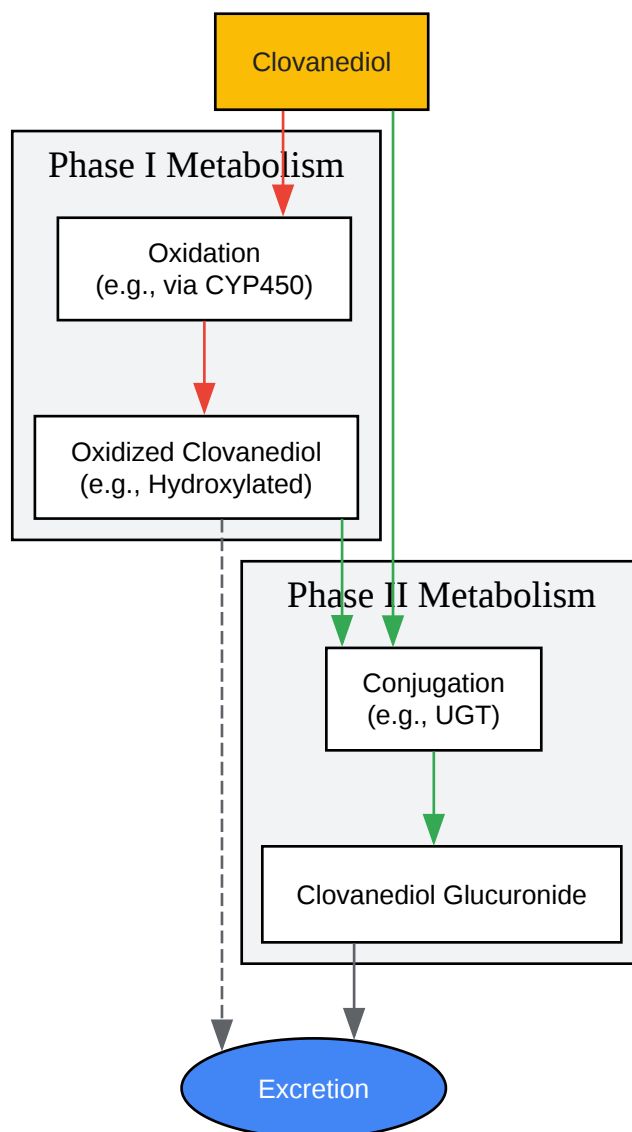 Clovanediol
Phase I Metabolism
Oxidation
(e.g., via CYP450)
Oxidized Clovanediol
(e.g., Hydroxylated)
Phase II Metabolism
Conjugation
(e.g., UGT)
Clovanediol Glucuronide
Excretion